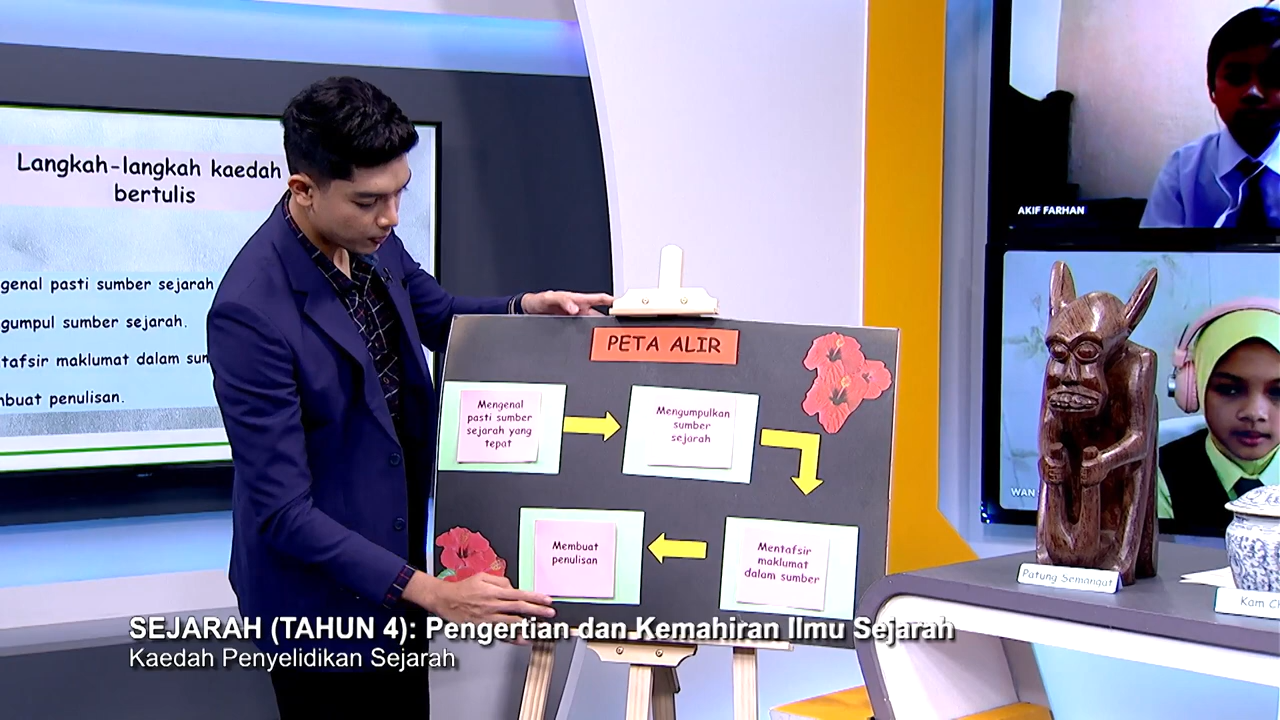 Langkah-langkah kaedah
bertulis
genal pasti sumber sejarah
gumpul sumber sejarah.
tafsir maklumat dalam sum
buat penulisan.
PETA ALIR
Mengenal
pasti sumber
sejarah yang
tepat
Mengumpulkan
sumber
sejarah
Mentafsir
maklumat
dalam sumber
Membuat
penulisan
AKIF FARHAN
WAN
Patung Semangat
Kam Ch
SEJARAH (TAHUN 4): Pengertian dan Kemahiran Ilmu Sejarah
Kaedah Penyelidikan Sejarah